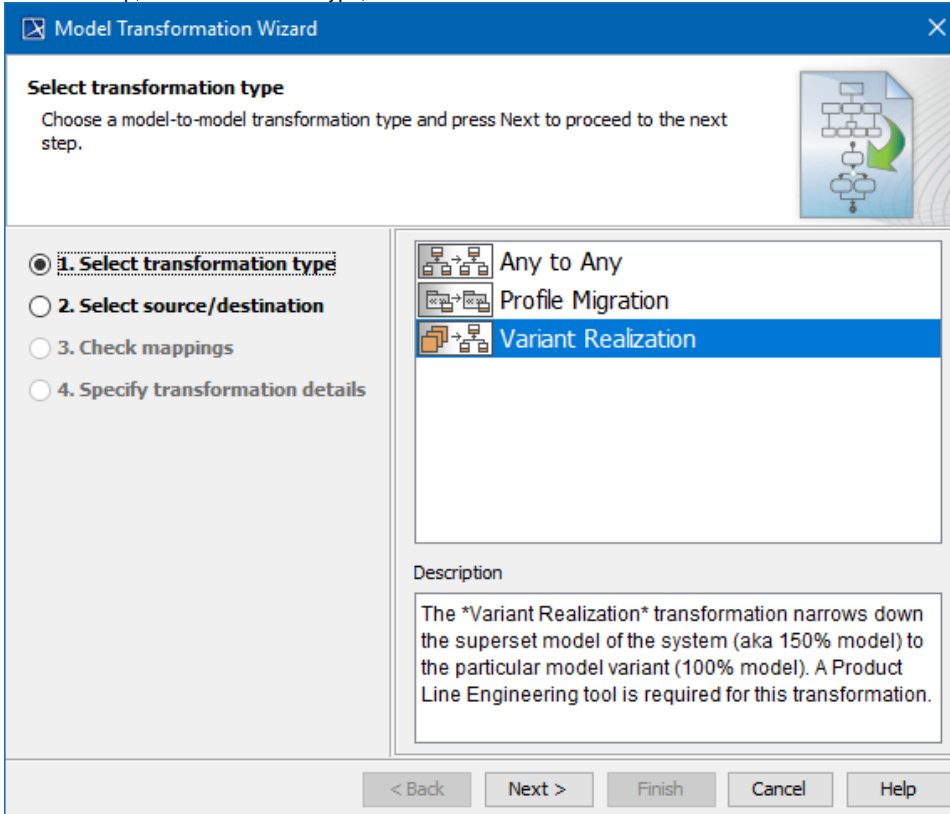 Model Transformation Wizard
Select transformation type
Choose a model-to-model transformation type and press Next to proceed to the next
step.
1. Select transformation type
2. Select source/destination
3. Check mappings
4. Specify transformation details
Any to Any
Profile Migration
Variant Realization
Description
The *Variant Realization* transformation narrows down
the superset model of the system (aka 150% model) to
the particular model variant (100% model). A Product
Line Engineering tool is required for this transformation.
< Back
Next >
Finish
Cancel
Help